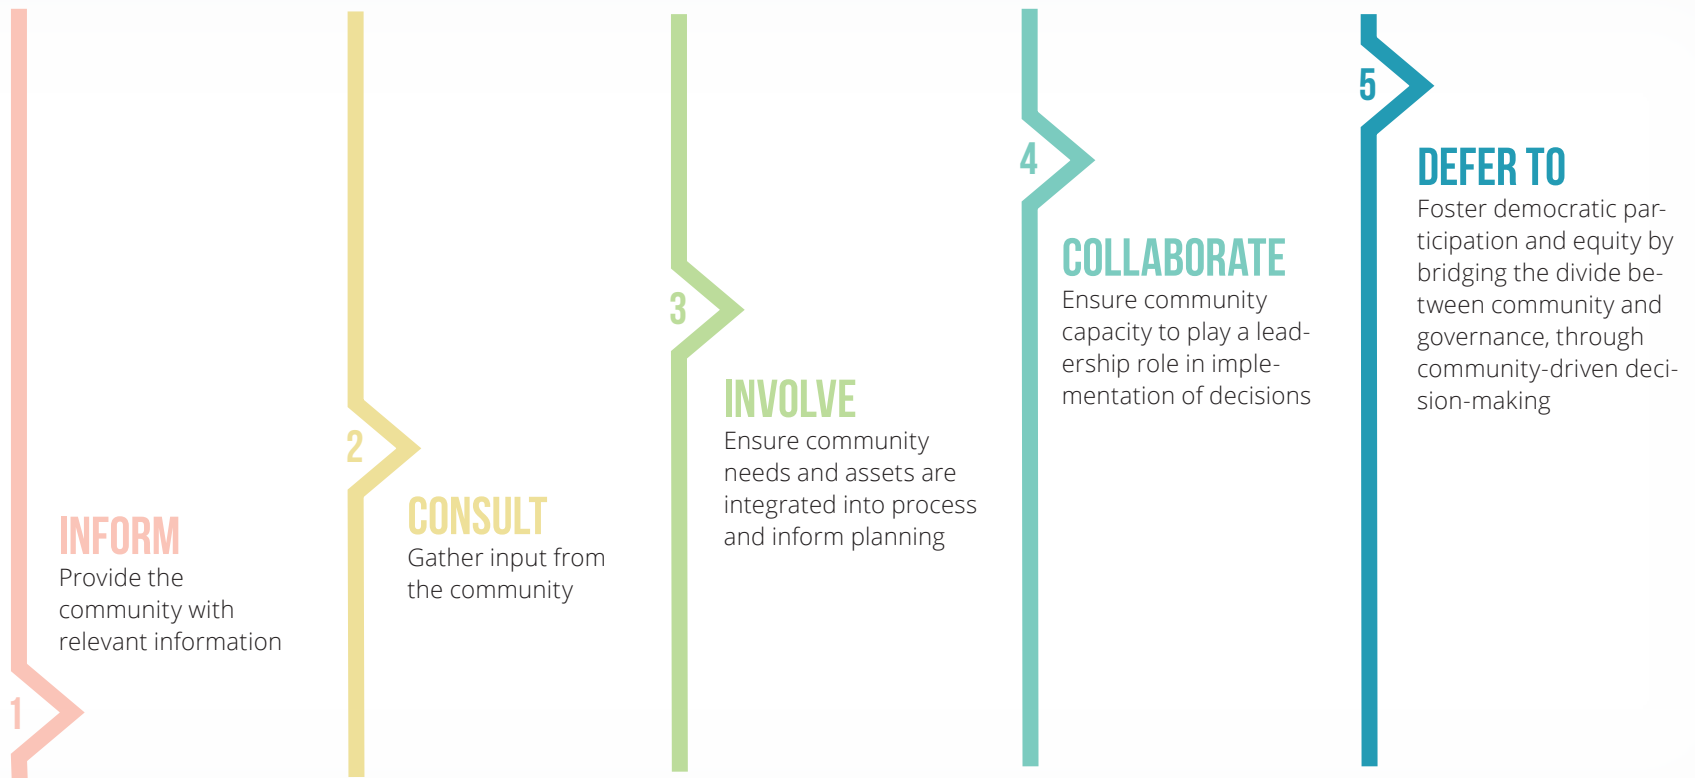 1
INFORM
Provide the
community with
relevant information
2
CONSULT
Gather input from
the community
3
INVOLVE
Ensure community
needs and assets are
integrated into process
and inform planning
4
COLLABORATE
Ensure community
capacity to play a lead-
ership role in imple-
mentation of decisions
5
DEFER TO
Foster democratic par-
ticipation and equity by
bridging the divide be-
tween community and
governance, through
community-driven deci-
sion-making